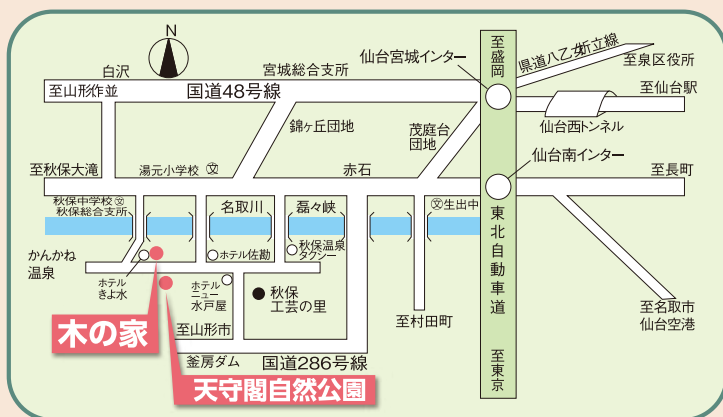 N
至盛岡
仙台宮城インター
県道八乙女折立線
至泉区役所
白沢
宮城総合支所
至山形作並
国道48号線
至仙台駅
仙台西トンネル
錦ヶ丘団地
茂庭台
団地
仙台南インター
至秋保大滝
湯元小学校 文
赤石
至長町
秋保中学校 文
秋保総合支所
名取川
磊々峡
文 生出中
東北自動車道
かんかね
温泉
ホテル
きよ水
ホテル佐勘
秋保温泉
タクシー
ホテル
ニュー
水戸屋
秋保
工芸の里
木の家
至山形市
至村田町
至名取市
仙台空港
釜房ダム
国道286号線
至東京
天守閣自然公園